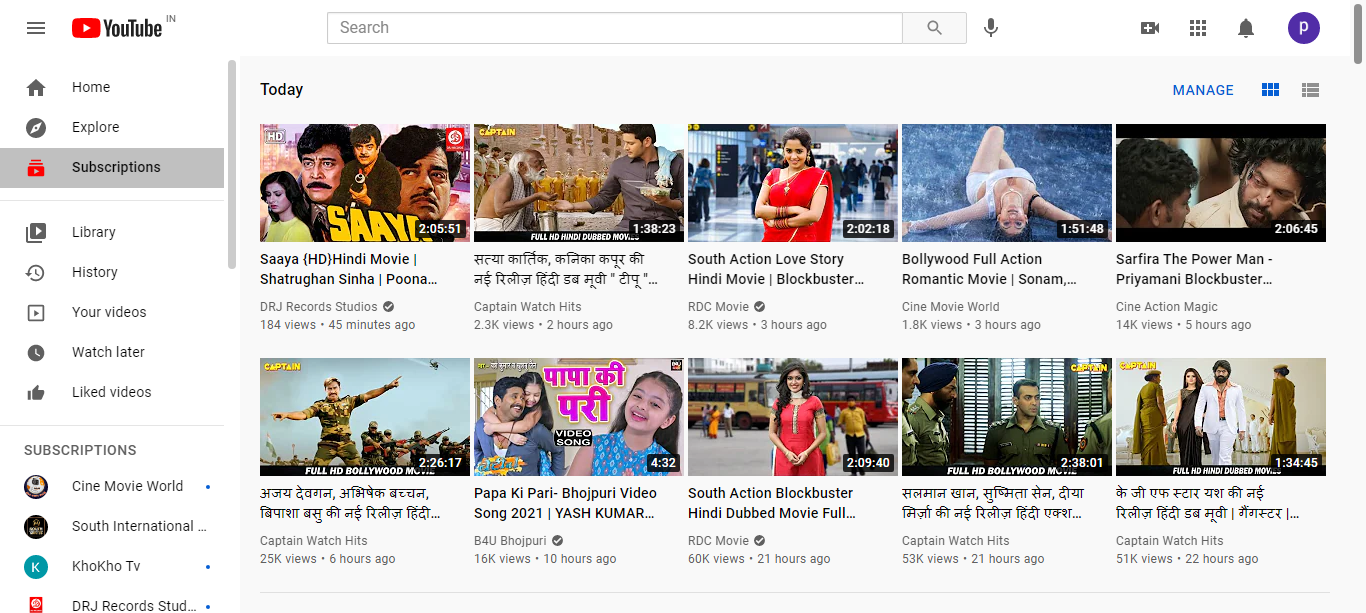 YouTube IN
Search
P
Home
Explore
Subscriptions
Library
History
Your videos
Watch later
Liked videos
SUBSCRIPTIONS
Cine Movie World
South International ...
K
KhoKho Tv
DRJ Records Stud...
Today
MANAGE
HD
SAAYA
2:05:51
Saaya {HD}Hindi Movie |
Shatrughan Sinha | Poona...
DRJ Records Studios
184 views • 45 minutes ago
CAPTAIN
FULL HD HINDI DUBBED MOVIES
1:38:23
सत्या कार्तिक, कनिका कपूर की
नई रिलीज़ हिंदी डब मूवी " टीपू "...
Captain Watch Hits
2.3K views • 2 hours ago
2:02:18
South Action Love Story
Hindi Movie | Blockbuster...
RDC Movie
8.2K views • 3 hours ago
1:51:48
Bollywood Full Action
Romantic Movie | Sonam,...
Cine Movie World
1.8K views • 3 hours ago
2:06:45
Sarfira The Power Man -
Priyamani Blockbuster...
Cine Action Magic
14K views • 5 hours ago
CAPTAIN
FULL HD BOLLYWOOD MOVIE
2:26:17
अजय देवगन, अभिषेक बच्चन,
बिपाशा बसु की नई रिलीज़ हिंदी...
Captain Watch Hits
25K views • 6 hours ago
पापा की
परी
VIDEO
SONG
4:32
Papa Ki Pari- Bhojpuri Video
Song 2021 | YASH KUMAR...
B4U Bhojpuri
16K views • 10 hours ago
2:09:40
South Action Blockbuster
Hindi Dubbed Movie Full...
RDC Movie
60K views • 21 hours ago
CAPTAIN
FULL HD BOLLYWOOD MOVIE
2:38:01
सलमान खान, सुष्मिता सेन, दीया
मिर्ज़ा की नई रिलीज़ हिंदी एक्श...
Captain Watch Hits
53K views • 21 hours ago
CAPTAIN
FULL HD HINDI DUBBED MOVIES
1:34:45
के जी एफ स्टार यश की नई
रिलीज़ हिंदी डब मूवी | गैंगस्टर |...
Captain Watch Hits
51K views • 22 hours ago